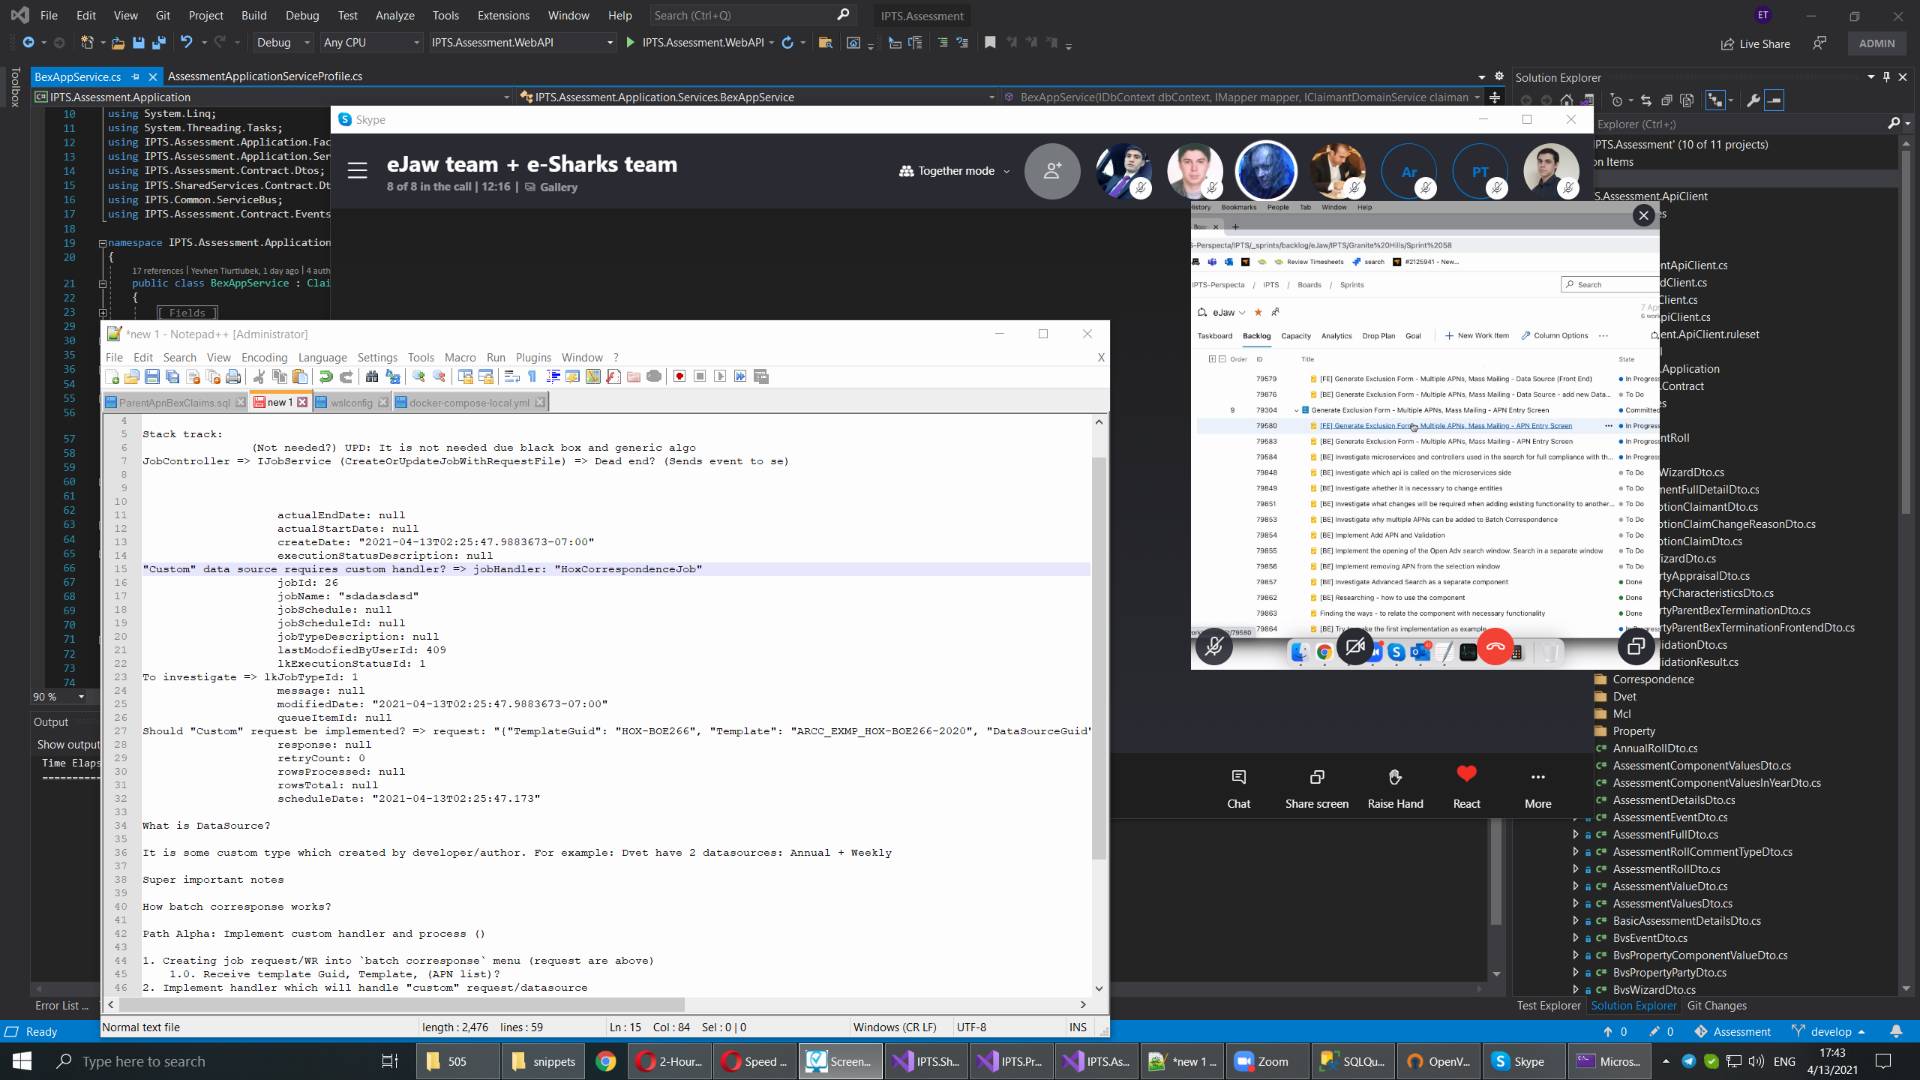 File Edit View Git Project Build Debug Test Analyze Tools Extensions Window Help Search (Ctrl+Q) IPTS.Assessment ET
Debug Any CPU IPTS.Assessment.WebAPI IPTS.Assessment.WebAPI Live Share ADMIN
Toolbox
BexAppService.cs AssessmentApplicationServiceProfile.cs
IPTS.Assessment.Application IPTS.Assessment.Application.Services.BexAppService BexAppService(IDbContext dbContext, IMapper mapper, IClaimantDomainService claiman
10 using System.Linq;
11 using System.Threading.Tasks;
12 using IPTS.Assessment.Application.Fac
13 using IPTS.Assessment.Application.Ser
14 using IPTS.Assessment.Contract.Dtos;
15 using IPTS.SharedServices.Contract.Dt
16 using IPTS.Common.ServiceBus;
17 using IPTS.Assessment.Contract.Events
18
19 namespace IPTS.Assessment.Application
20 {
17 references | Yevhen Tiurtiubek, 1 day ago | 4 auth
21 public class BexAppService : Clai
22 {
23 [ Fields ]
29
30
35
36
54
55
56
57
58
59
60
61
62
63
64
65
66
67
68
69
70
71
72
73
74
90 %
Output
Show output
Time Elaps
Error List ...
Ready
Skype
eJaw team + e-Sharks team
8 of 8 in the call | 12:16 | Gallery
Together mode
Ar
PT
Chat
Share screen
Raise Hand
React
More
History Bookmarks People Tab Window Help
S-Perspecta/IPTS/_sprints/backlog/eJaw/IPTS/Granite%20Hills/Sprint%2058
Review Timesheets search #2125941 - New...
IPTS-Perspecta / IPTS / Boards / Sprints Search
eJaw
Taskboard Backlog Capacity Analytics Drop Plan Goal New Work Item Column Options
Order ID Title State
79579 [FE] Generate Exclusion Form - Multiple APNs, Mass Mailing - Data Source (Front End) In Progres
79876 [BE] Generate Exclusion Form - Multiple APNs, Mass Mailing - Data Source - add new Data... To Do
9 79304 Generate Exclusion Form - Multiple APNs, Mass Mailing - APN Entry Screen Committed
79580 [FE] Generate Exclusion Form - Multiple APNs, Mass Mailing - APN Entry Screen In Progress
79583 [BE] Generate Exclusion Form - Multiple APNs, Mass Mailing - APN Entry Screen In Progress
79584 [BE] Investigate microservices and controllers used in the search for full compliance with th... In Progress
79848 [BE] Investigate which api is called on the microservices side To Do
79849 [BE] Investigate whether it is necessary to change entities To Do
79851 [BE] Investigate what changes will be required when adding existing functionality to another... To Do
79853 [BE] Investigate why multiple APNs can be added to Batch Correspondence To Do
79854 [BE] Implement Add APN and Validation To Do
79855 [BE] Implement the opening of the Open Adv search window. Search in a separate window To Do
79856 [BE] Implement removing APN from the selection window To Do
79857 [BE] Investigate Advanced Search as a separate component Done
79862 [BE] Researching - how to use the component Done
79863 Finding the ways - to relate the component with necessary functionality Done
79864
*new 1 - Notepad++ [Administrator]
File Edit Search View Encoding Language Settings Tools Macro Run Plugins Window ? X
ParentApnBexClaims.sql new 1 wslconfig docker-compose-local.yml
4
5 Stack track:
6 (Not needed?) UPD: It is not needed due black box and generic algo
7 JobController => IJobService (CreateOrUpdateJobWithRequestFile) => Dead end? (Sends event to se)
8
9
10
11 actualEndDate: null
12 actualStartDate: null
13 createDate: "2021-04-13T02:25:47.9883673-07:00"
14 executionStatusDescription: null
15 "Custom" data source requires custom handler? => jobHandler: "HoxCorrespondenceJob"
16 jobId: 26
17 jobName: "sdadasdasd"
18 jobSchedule: null
19 jobScheduleId: null
20 jobTypeDescription: null
21 lastModofiedByUserId: 409
22 lkExecutionStatusId: 1
23 To investigate => lkJobTypeId: 1
24 message: null
25 modifiedDate: "2021-04-13T02:25:47.9883673-07:00"
26 queueItemId: null
27 Should "Custom" request be implemented? => request: "{"TemplateGuid": "HOX-BOE266", "Template": "ARCC_EXMP_HOX-BOE266-2020", "DataSourceGuid"
28 response: null
29 retryCount: 0
30 rowsProcessed: null
31 rowsTotal: null
32 scheduleDate: "2021-04-13T02:25:47.173"
33
34 What is DataSource?
35
36 It is some custom type which created by developer/author. For example: Dvet have 2 datasources: Annual + Weekly
37
38 Super important notes
39
40 How batch corresponse works?
41
42 Path Alpha: Implement custom handler and process ()
43
44 1. Creating job request/WR into `batch corresponse` menu (request are above)
45 1.0. Receive template Guid, Template, (APN list)?
46 2. Implement handler which will handle "custom" request/datasource
Normal text file length : 2,476 lines : 59 Ln : 15 Col : 84 Sel : 0 | 0 Windows (CR LF) UTF-8 INS
Solution Explorer
Explorer (Ctrl+;)
PTS.Assessment' (10 of 11 projects)
on Items
S.Assessment.ApiClient
es
ntApiClient.cs
dClient.cs
piClient.cs
ent.ApiClient.ruleset
.Application
.Contract
ntRoll
WizardDto.cs
mentFullDetailDto.cs
ptionClaimantDto.cs
ptionClaimChangeReasonDto.cs
ptionClaimDto.cs
izardDto.cs
rtyAppraisalDto.cs
rtyCharacteristicsDto.cs
rtyParentBexTerminationDto.cs
rtyParentBexTerminationFrontendDto.cs
idationDto.cs
idationResult.cs
Correspondence
Dvet
Mcl
Property
AnnualRollDto.cs
AssessmentComponentValuesDto.cs
AssessmentComponentValuesInYearDto.cs
AssessmentDetailsDto.cs
AssessmentEventDto.cs
AssessmentFullDto.cs
AssessmentRollCommentTypeDto.cs
AssessmentRollDto.cs
AssessmentValueDto.cs
AssessmentValuesDto.cs
BasicAssessmentDetailsDto.cs
BvsEventDto.cs
BvsPropertyComponentValueDto.cs
BvsPropertyPartyDto.cs
BvsWizardDto.cs
Test Explorer Solution Explorer Git Changes
0 0 Assessment develop
Type here to search 505 snippets 2-Hour... Speed ... Screen... IPTS.Sh... IPTS.Pr... IPTS.As... *new 1 ... Zoom SQLQu... OpenV... Skype Micros... ENG 17:43
4/13/2021